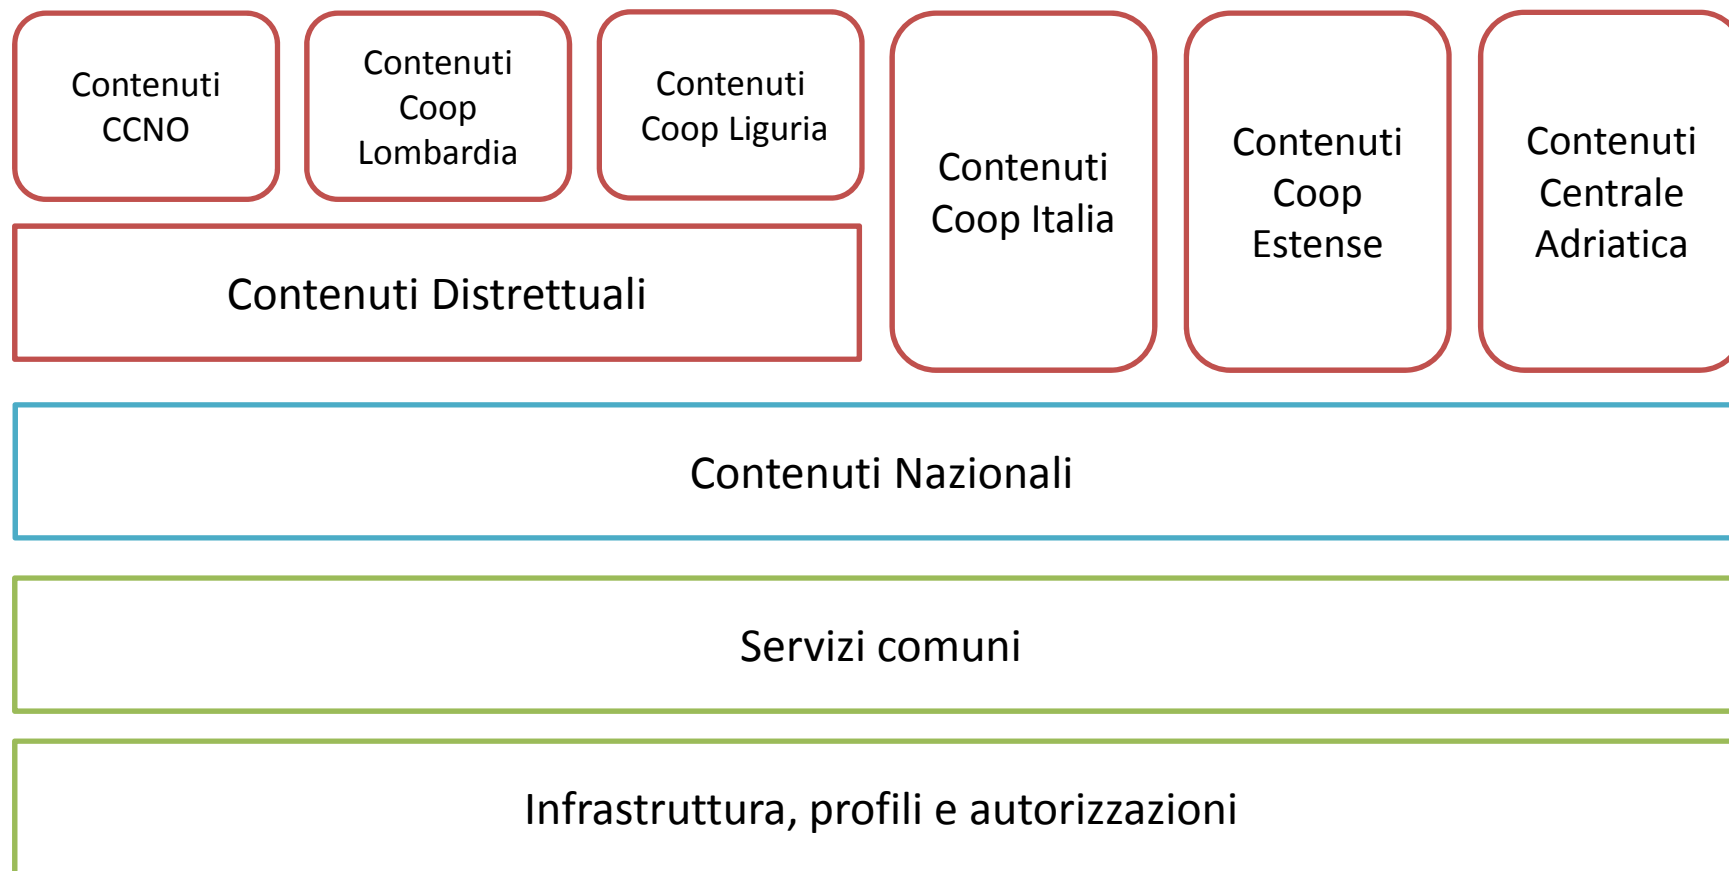 Contenuti
CCNO
Contenuti
Coop
Lombardia
Contenuti
Coop Liguria
Contenuti
Coop Italia
Contenuti
Coop
Estense
Contenuti
Centrale
Adriatica
Contenuti Distrettuali
Contenuti Nazionali
Servizi comuni
Infrastruttura, profili e autorizzazioni